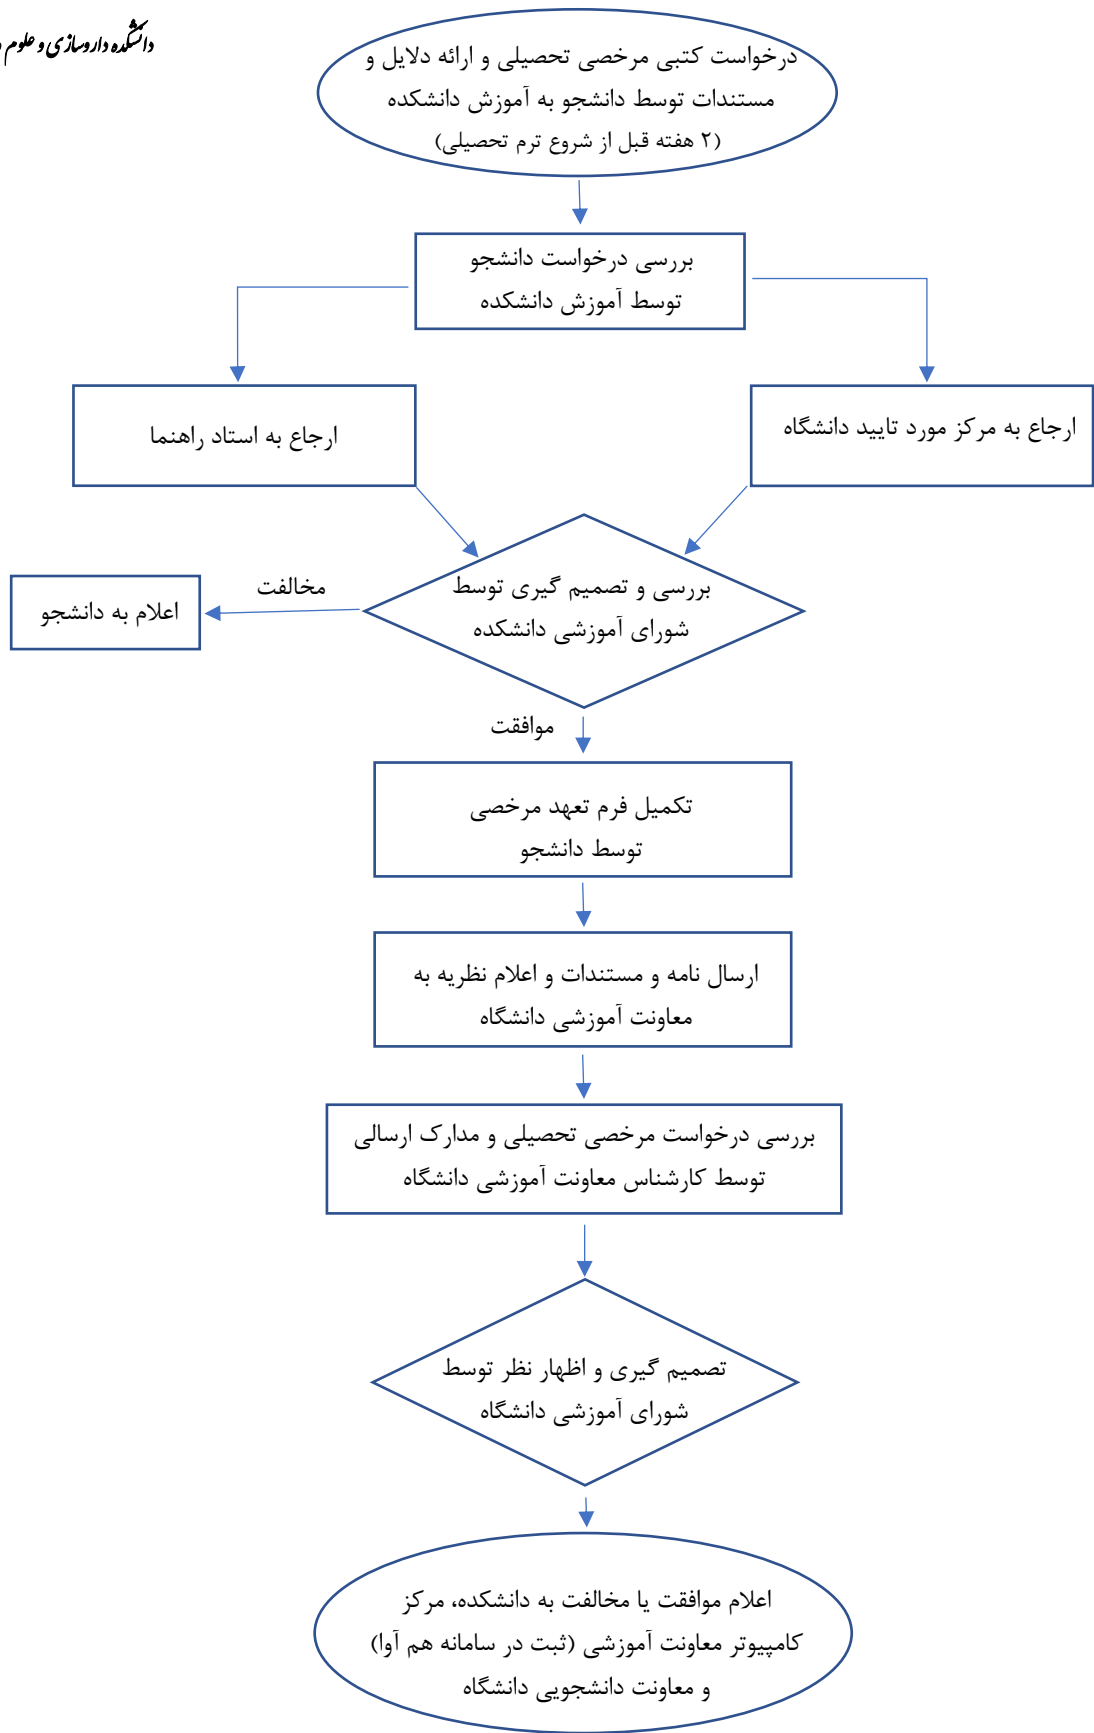 دانشکده داروسازی و علوم
درخواست کتبی مرخصی تحصیلی و ارائه دلایل و
مستندات توسط دانشجو به آموزش دانشکده
(۲ هفته قبل از شروع ترم تحصیلی)
بررسی درخواست دانشجو
توسط آموزش دانشکده
ارجاع به مرکز مورد تایید دانشگاه
ارجاع به استاد راهنما
بررسی و تصمیم گیری توسط
شورای آموزشی دانشکده
مخالفت
اعلام به دانشجو
موافقت
تکمیل فرم تعهد مرخصی
توسط دانشجو
ارسال نامه و مستندات و اعلام نظریه به
معاونت آموزشی دانشگاه
بررسی درخواست مرخصی تحصیلی و مدارک ارسالی
توسط کارشناس معاونت آموزشی دانشگاه
تصمیم گیری و اظهار نظر توسط
شورای آموزشی دانشگاه
اعلام موافقت یا مخالفت به دانشکده، مرکز
کامپیوتر معاونت آموزشی (ثبت در سامانه هم آوا)
و معاونت دانشجویی دانشگاه